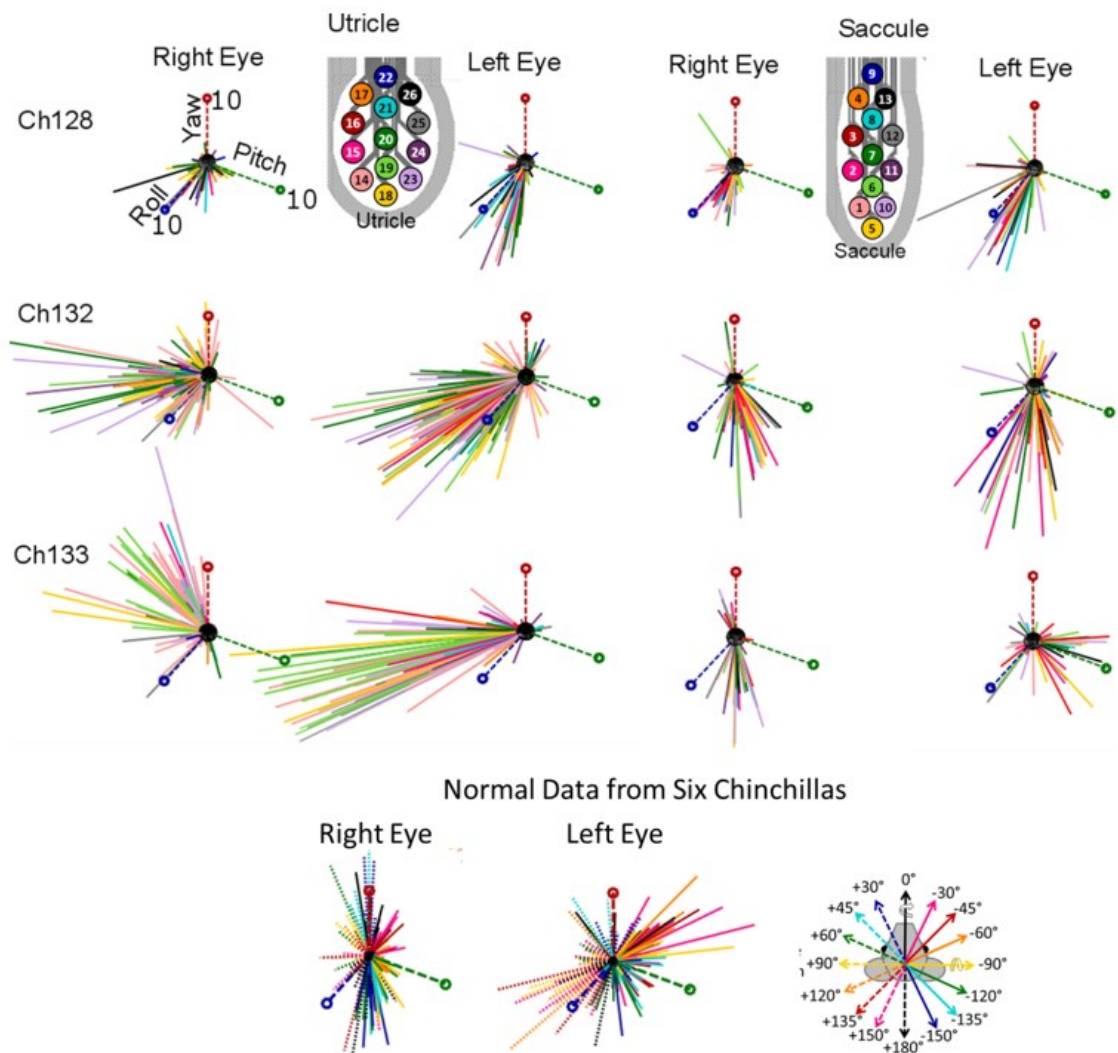 Utricle
Saccule
Right Eye
Left Eye
Right Eye
Left Eye
Ch128
Yaw
10
Pitch
10
Roll
10
22
17
26
21
16
25
20
15
24
19
14
23
18
Utricle
9
4
13
8
3
12
7
2
11
6
1
10
5
Saccule
Ch132
Ch133
Normal Data from Six Chinchillas
Right Eye
Left Eye
0°
+30°
-30°
+45°
-45°
+60°
-60°
+90°
-90°
+120°
-120°
+135°
-135°
+150°
-150°
+180°